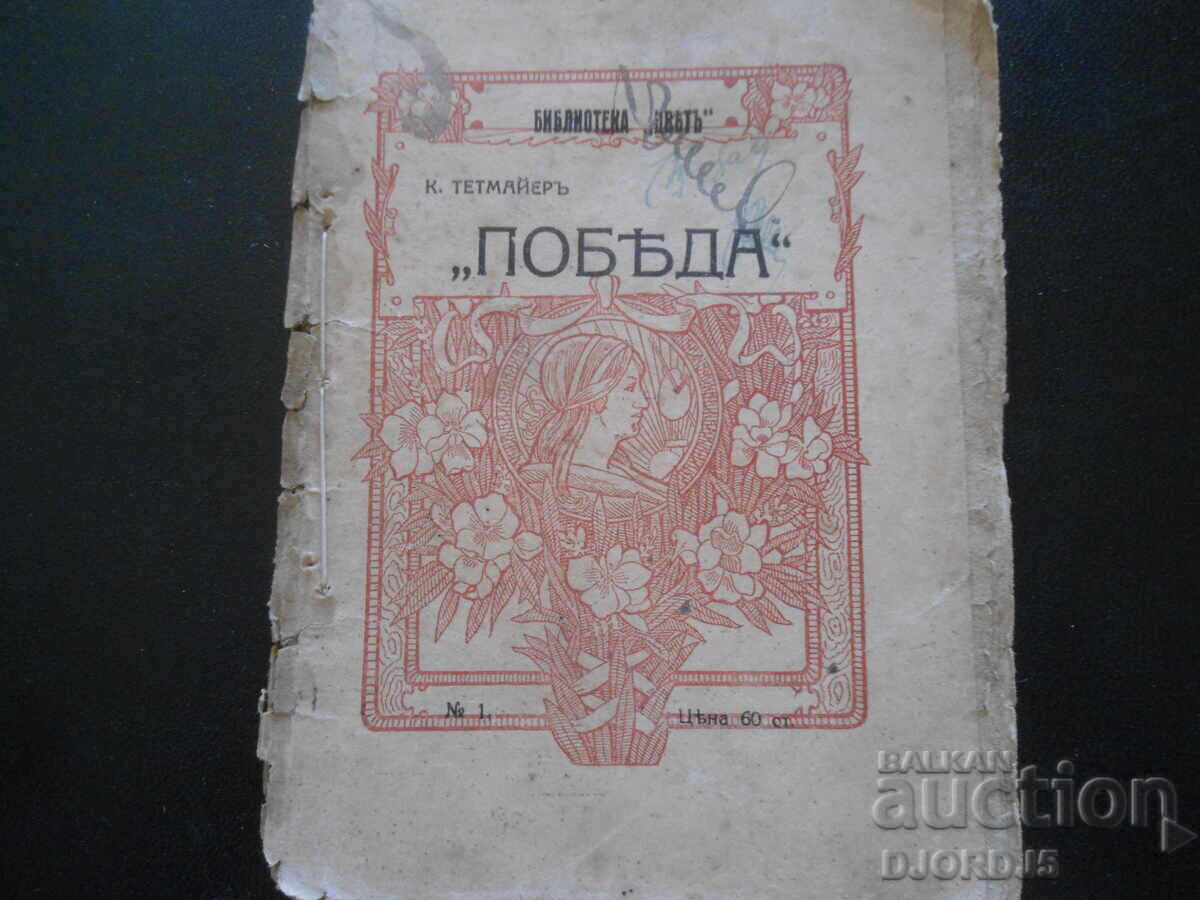 БИБЛИОТЕКА „ЦВѢТЪ“
К. ТЕТМАЙЕРЪ
„ПОБѢДА“
№ 1.
Цѣна 60 ст.
BALKAN
auction
DJORDJ5